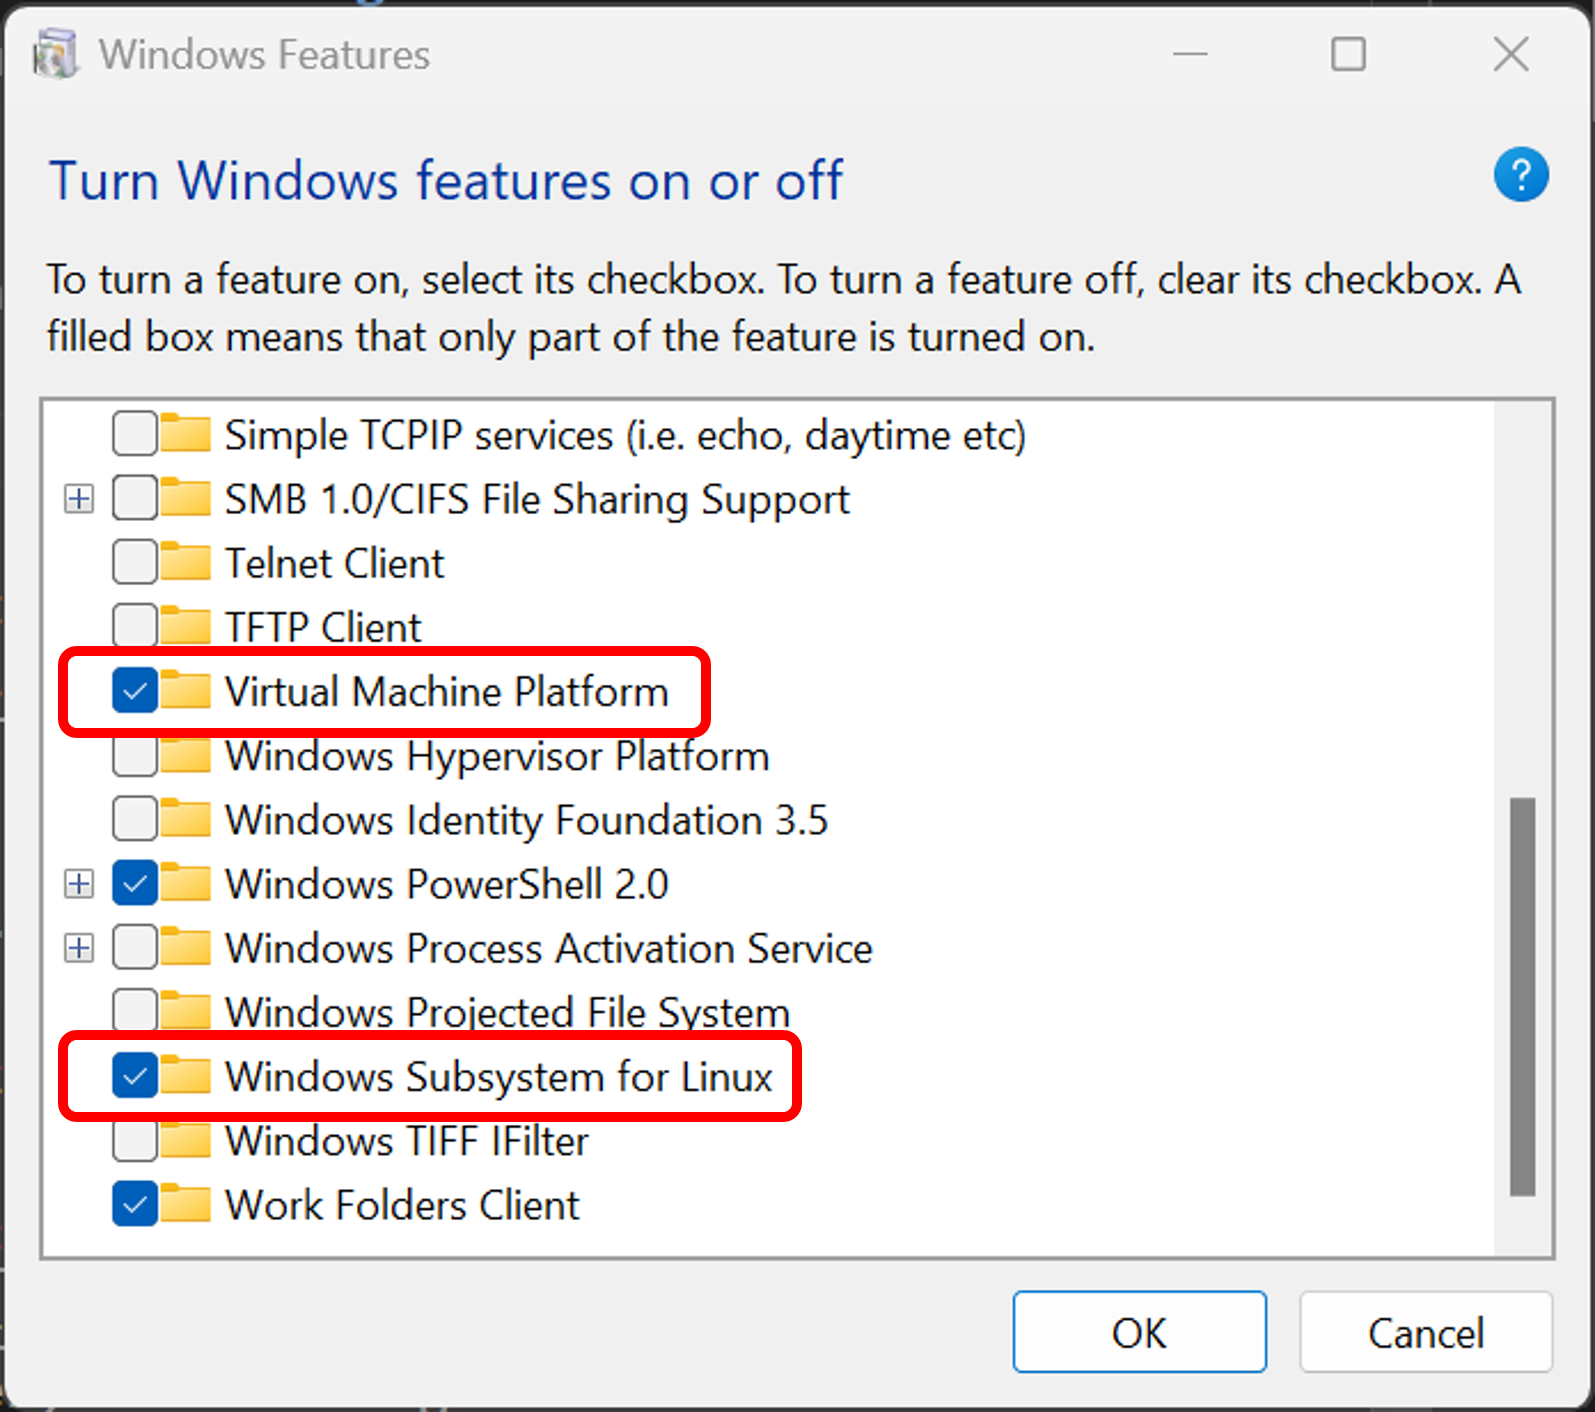 Windows Features
Turn Windows features on or off
?
To turn a feature on, select its checkbox. To turn a feature off, clear its checkbox. A
filled box means that only part of the feature is turned on.
Simple TCPIP services (i.e. echo, daytime etc)
SMB 1.0/CIFS File Sharing Support
Telnet Client
TFTP Client
Virtual Machine Platform
Windows Hypervisor Platform
Windows Identity Foundation 3.5
Windows PowerShell 2.0
Windows Process Activation Service
Windows Projected File System
Windows Subsystem for Linux
Windows TIFF IFilter
Work Folders Client
OK
Cancel